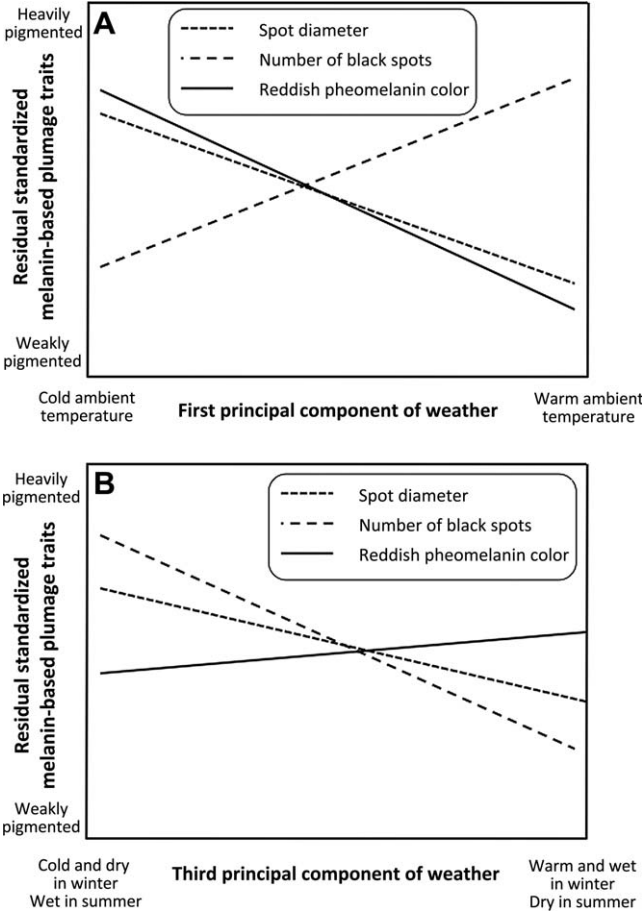 Heavily
pigmented
A
Spot diameter
Number of black spots
Reddish pheomelanin color
Residual standardized
melanin-based plumage traits
Weakly
pigmented
Cold ambient
temperature
First principal component of weather
Warm ambient
temperature
Heavily
pigmented
B
Spot diameter
Number of black spots
Reddish pheomelanin color
Residual standardized
melanin-based plumage traits
Weakly
pigmented
Cold and dry
in winter
Wet in summer
Third principal component of weather
Warm and wet
in winter
Dry in summer